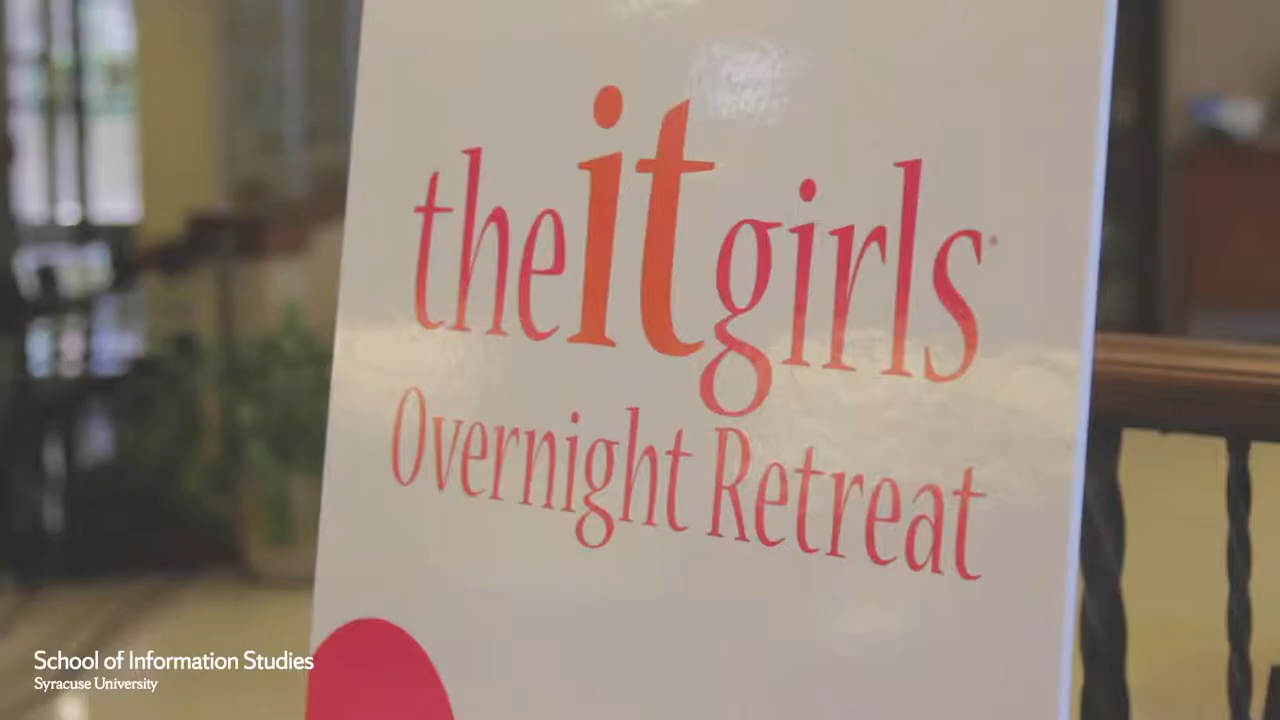 theitgirls
Overnight Retreat
School of Information Studies
Syracuse University